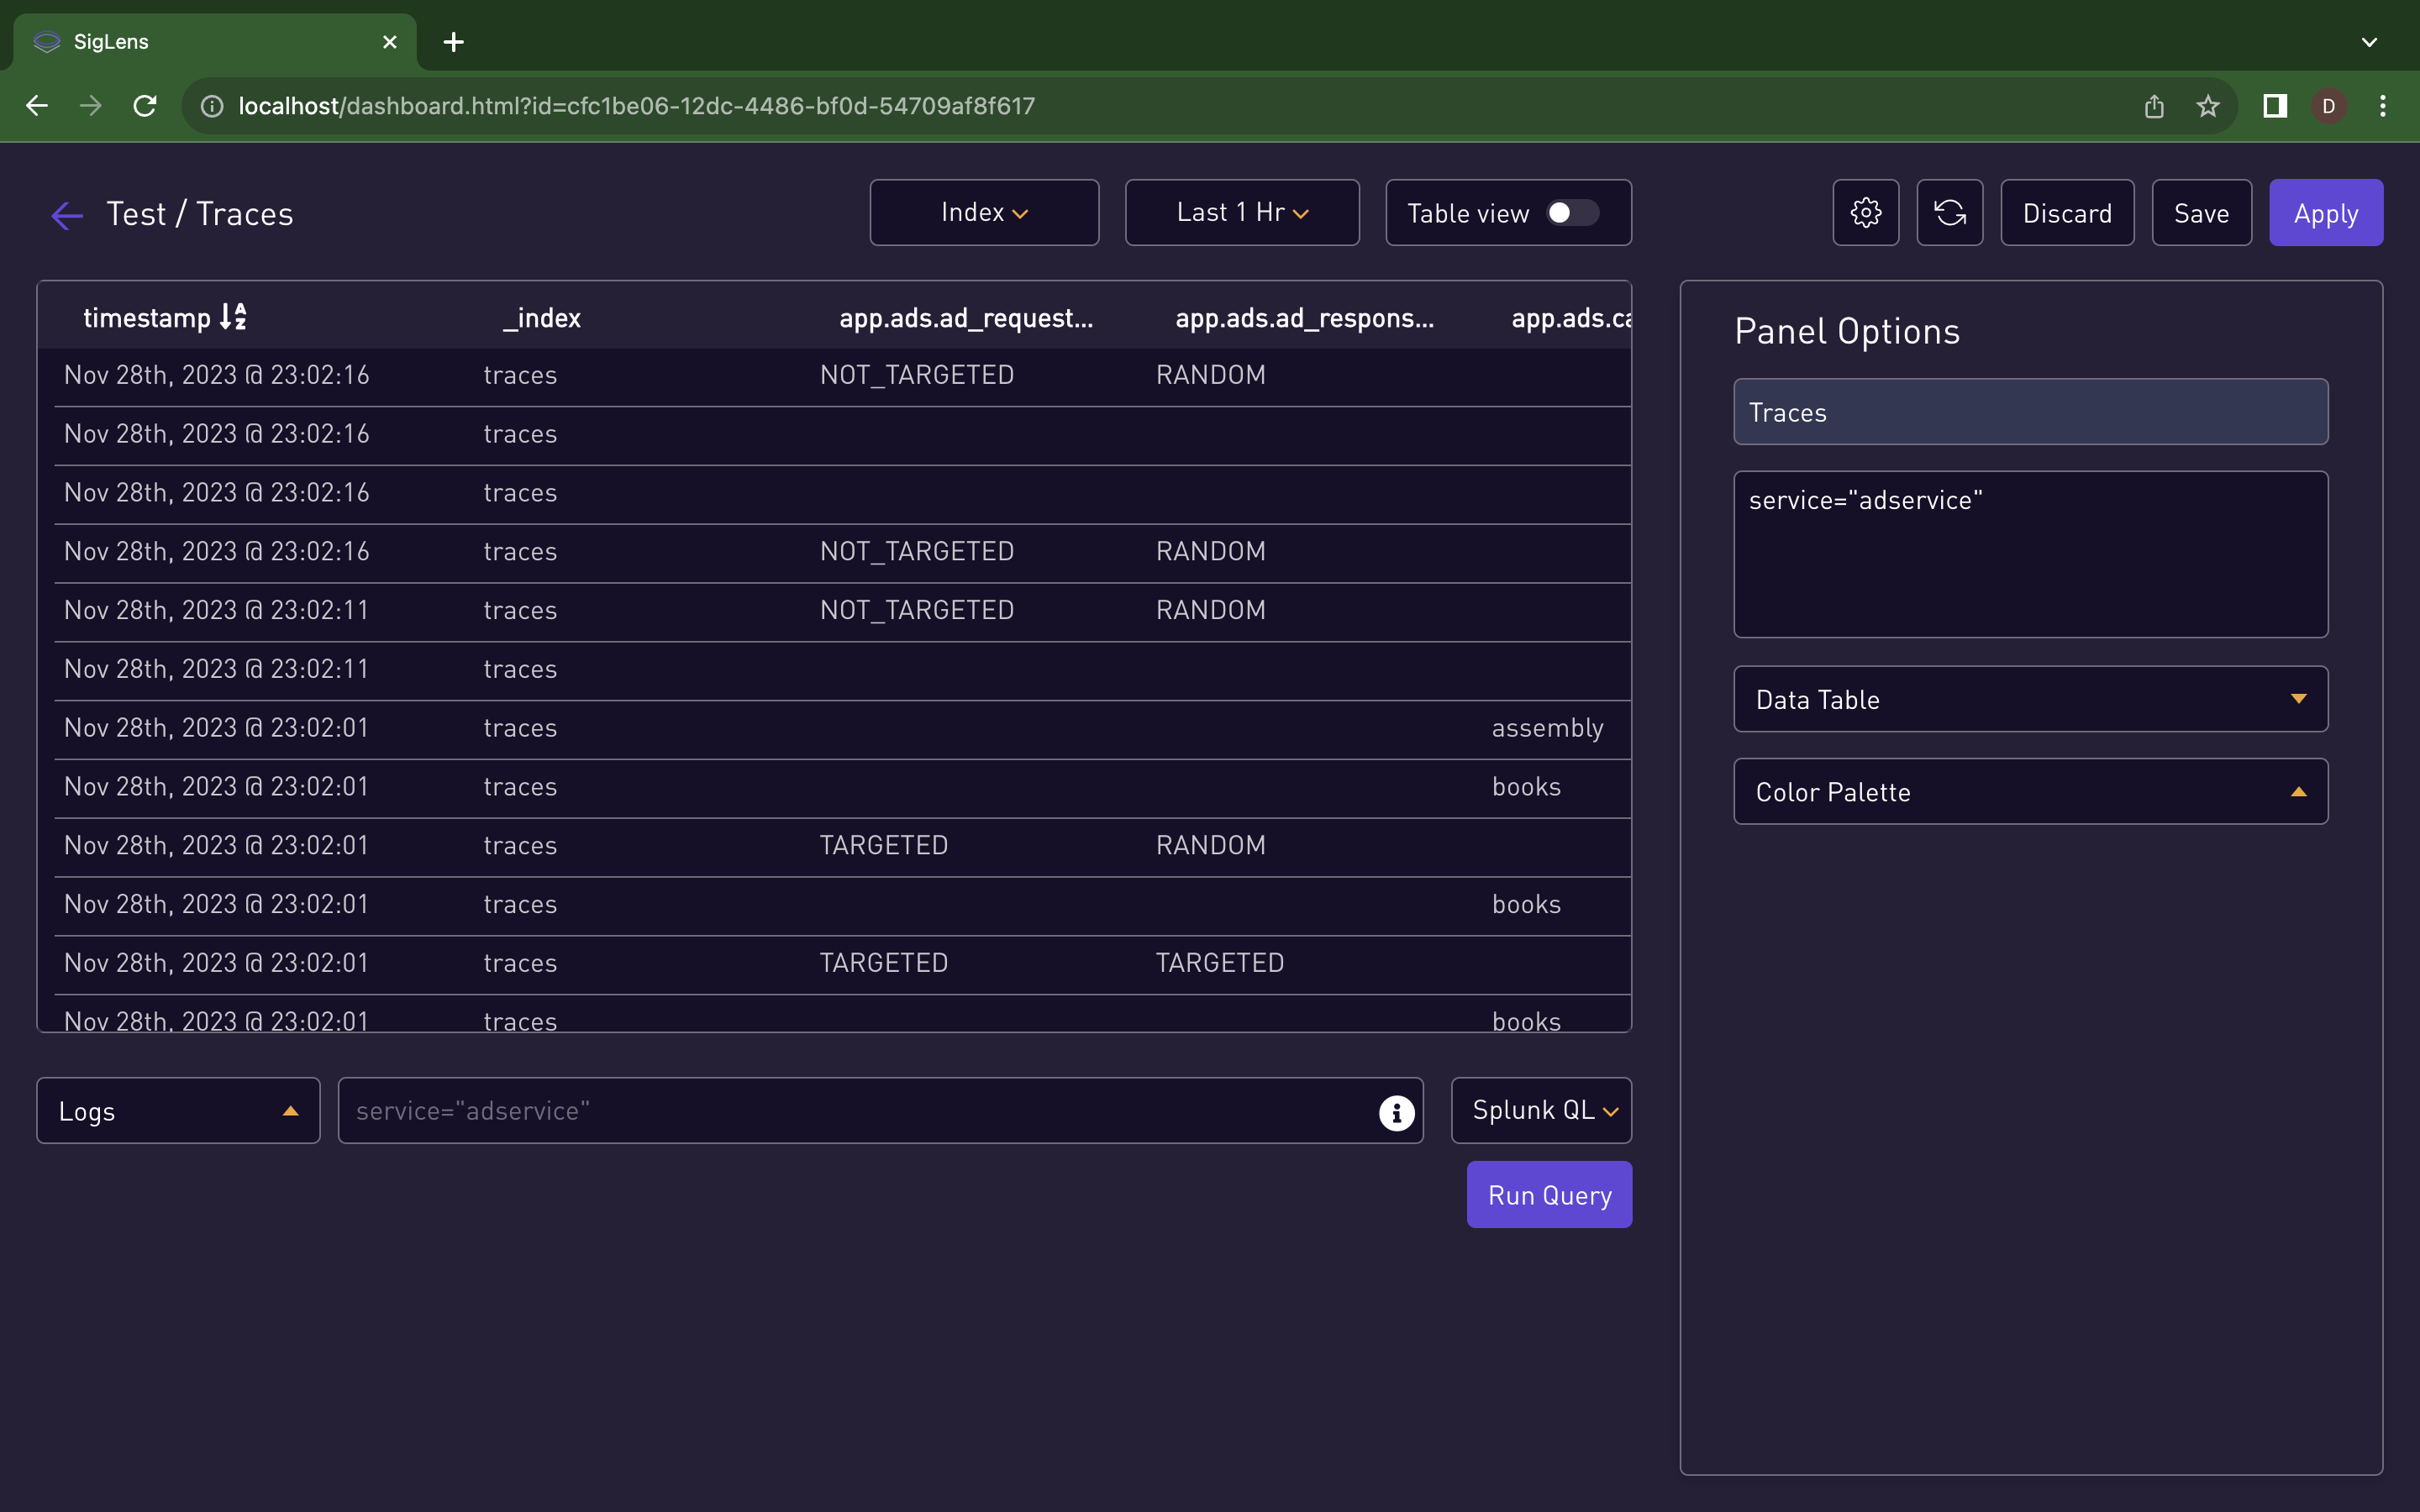 SigLens
localhost/dashboard.html?id=cfc1be06-12dc-4486-bf0d-54709af8f617
D
Test / Traces
Index
Last 1 Hr
Table view
Discard
Save
Apply
timestamp _index app.ads.ad_request... app.ads.ad_respons... app.ads.ca
Nov 28th, 2023 @ 23:02:16 traces NOT_TARGETED RANDOM
Nov 28th, 2023 @ 23:02:16 traces
Nov 28th, 2023 @ 23:02:16 traces
Nov 28th, 2023 @ 23:02:16 traces NOT_TARGETED RANDOM
Nov 28th, 2023 @ 23:02:11 traces NOT_TARGETED RANDOM
Nov 28th, 2023 @ 23:02:11 traces
Nov 28th, 2023 @ 23:02:01 traces assembly
Nov 28th, 2023 @ 23:02:01 traces books
Nov 28th, 2023 @ 23:02:01 traces TARGETED RANDOM
Nov 28th, 2023 @ 23:02:01 traces books
Nov 28th, 2023 @ 23:02:01 traces TARGETED TARGETED
Nov 28th, 2023 @ 23:02:01 traces books
Logs
service="adservice"
Splunk QL
Run Query
Panel Options
Traces
service="adservice"
Data Table
Color Palette